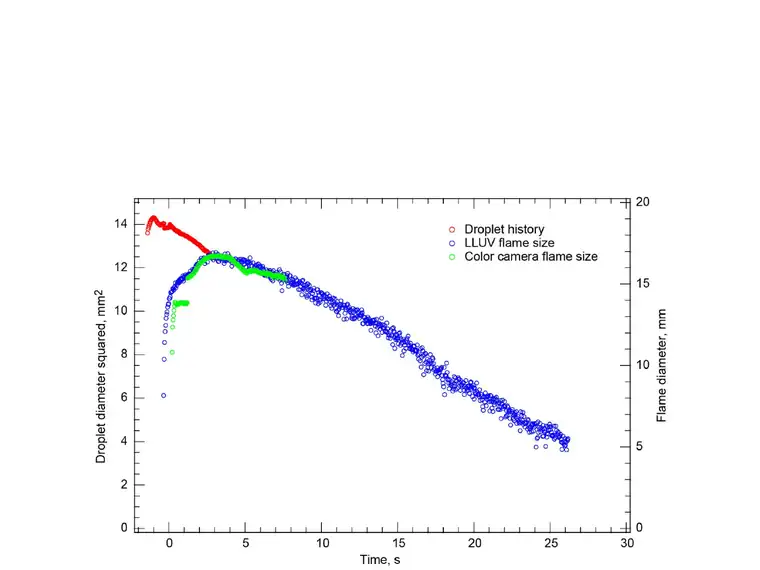 20
14
Droplet history
LLUV flame size
Color camera flame size
12
15
10
8
10
6
4
5
2
0
0
Droplet diameter squared, mm2
Flame diameter, mm
0 5 10 15 20 25 30
Time, s